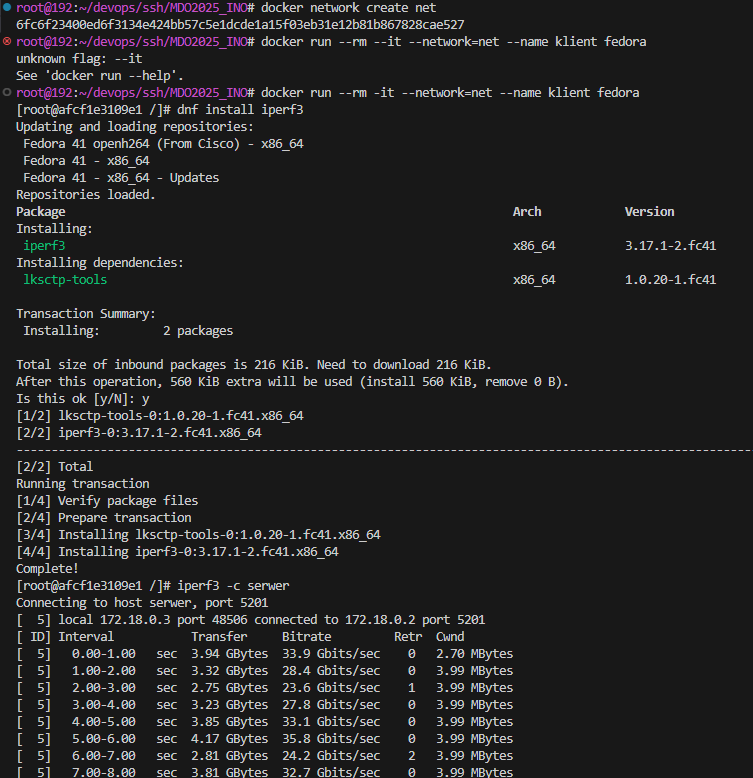 root@192:~/devops/ssh/MDO2025_INO# docker network create net
6fc6f23400ed6f3134e424bb57c5e1dcde1a15f03eb31e12b81b867828cae527
root@192:~/devops/ssh/MDO2025_INO# docker run --rm --it --network=net --name klient fedora
unknown flag: --it
See 'docker run --help'.
root@192:~/devops/ssh/MDO2025_INO# docker run --rm -it --network=net --name klient fedora
[root@afcf1e3109e1 /]# dnf install iperf3
Updating and loading repositories:
 Fedora 41 openh264 (From Cisco) - x86_64
 Fedora 41 - x86_64
 Fedora 41 - x86_64 - Updates
Repositories loaded.
Package Arch Version
Installing:
 iperf3 x86_64 3.17.1-2.fc41
Installing dependencies:
 lksctp-tools x86_64 1.0.20-1.fc41
Transaction Summary:
 Installing: 2 packages
Total size of inbound packages is 216 KiB. Need to download 216 KiB.
After this operation, 560 KiB extra will be used (install 560 KiB, remove 0 B).
Is this ok [y/N]: y
[1/2] lksctp-tools-0:1.0.20-1.fc41.x86_64
[2/2] iperf3-0:3.17.1-2.fc41.x86_64
--------------------------------------------------------------------------------------------------------
[2/2] Total
Running transaction
[1/4] Verify package files
[2/4] Prepare transaction
[3/4] Installing lksctp-tools-0:1.0.20-1.fc41.x86_64
[4/4] Installing iperf3-0:3.17.1-2.fc41.x86_64
Complete!
[root@afcf1e3109e1 /]# iperf3 -c serwer
Connecting to host serwer, port 5201
[  5] local 172.18.0.3 port 48506 connected to 172.18.0.2 port 5201
[ ID] Interval Transfer Bitrate Retr Cwnd
[  5] 0.00-1.00 sec 3.94 GBytes 33.9 Gbits/sec 0 2.70 MBytes
[  5] 1.00-2.00 sec 3.32 GBytes 28.4 Gbits/sec 0 3.99 MBytes
[  5] 2.00-3.00 sec 2.75 GBytes 23.6 Gbits/sec 1 3.99 MBytes
[  5] 3.00-4.00 sec 3.23 GBytes 27.8 Gbits/sec 0 3.99 MBytes
[  5] 4.00-5.00 sec 3.85 GBytes 33.1 Gbits/sec 0 3.99 MBytes
[  5] 5.00-6.00 sec 4.17 GBytes 35.8 Gbits/sec 0 3.99 MBytes
[  5] 6.00-7.00 sec 2.81 GBytes 24.2 Gbits/sec 2 3.99 MBytes
[  5] 7.00-8.00 sec 3.81 GBytes 32.7 Gbits/sec 0 3.99 MBytes